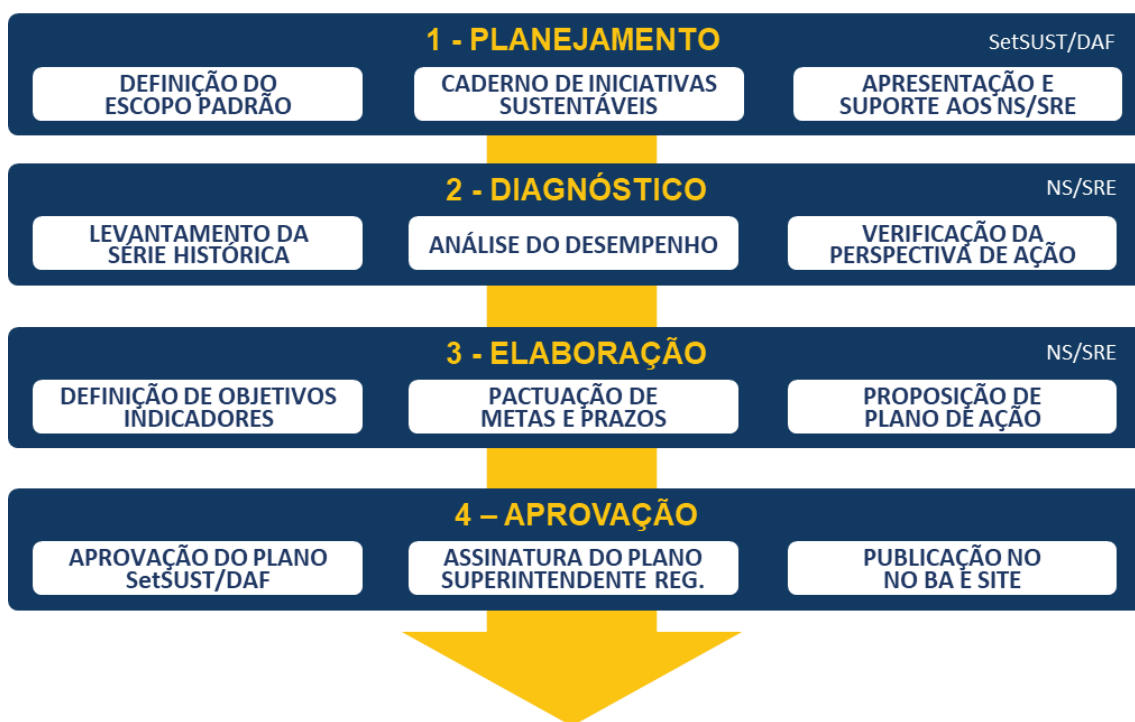 1 - PLANEJAMENTO
SetSUST/DAF
DEFINIÇÃO DO
ESCOPO PADRÃO
CADERNO DE INICIATIVAS
SUSTENTÁVEIS
APRESENTAÇÃO E
SUPORTE AOS NS/SRE
2 - DIAGNÓSTICO
NS/SRE
LEVANTAMENTO DA
SÉRIE HISTÓRICA
ANÁLISE DO DESEMPENHO
VERIFICAÇÃO DA
PERSPECTIVA DE AÇÃO
3 - ELABORAÇÃO
NS/SRE
DEFINIÇÃO DE OBJETIVOS
INDICADORES
PACTUAÇÃO DE
METAS E PRAZOS
PROPOSIÇÃO DE
PLANO DE AÇÃO
4 – APROVAÇÃO
APROVAÇÃO DO PLANO
SetSUST/DAF
ASSINATURA DO PLANO
SUPERINTENDENTE REG.
PUBLICAÇÃO NO
NO BA E SITE